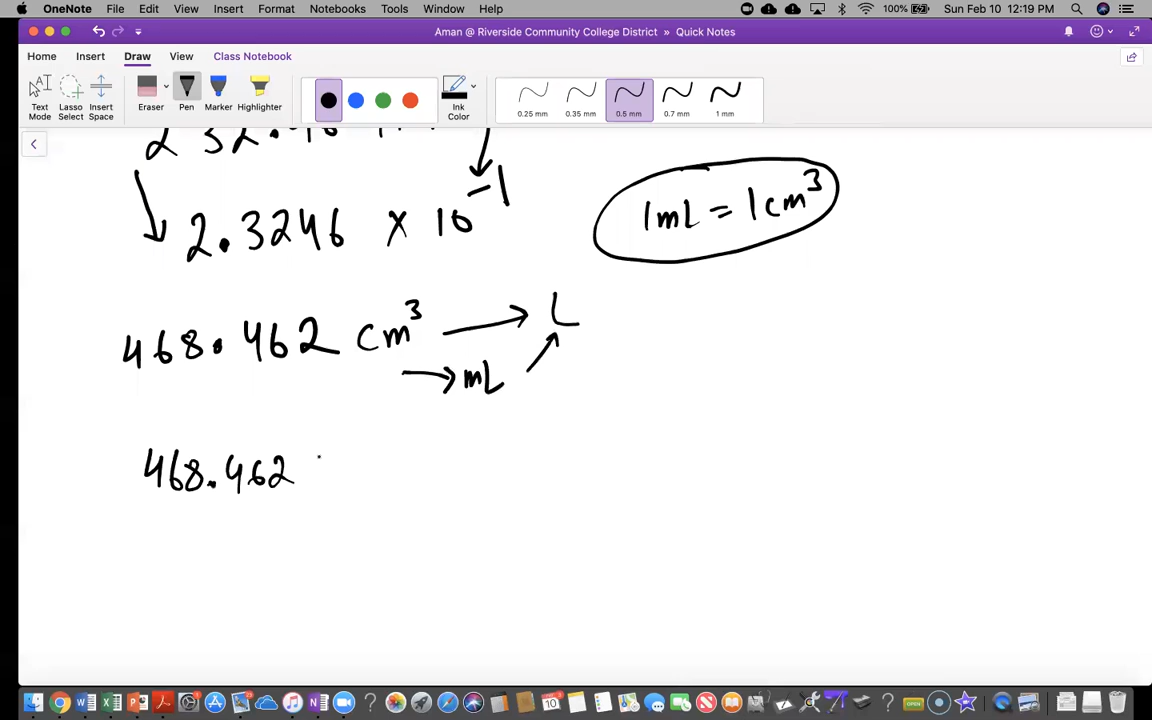 OneNote File Edit View Insert Format Notebooks Tools Window Help 100% Sun Feb 10 12:19 PM
Aman @ Riverside Community College District » Quick Notes
Home Insert Draw View Class Notebook
Text Mode Lasso Select Insert Space Eraser Pen Marker Highlighter Ink Color 0.25 mm 0.35 mm 0.5 mm 0.7 mm 1 mm
2.3246 x 10⁻¹
1mL = 1cm³
468.462 cm³ → L
→ mL
468.462